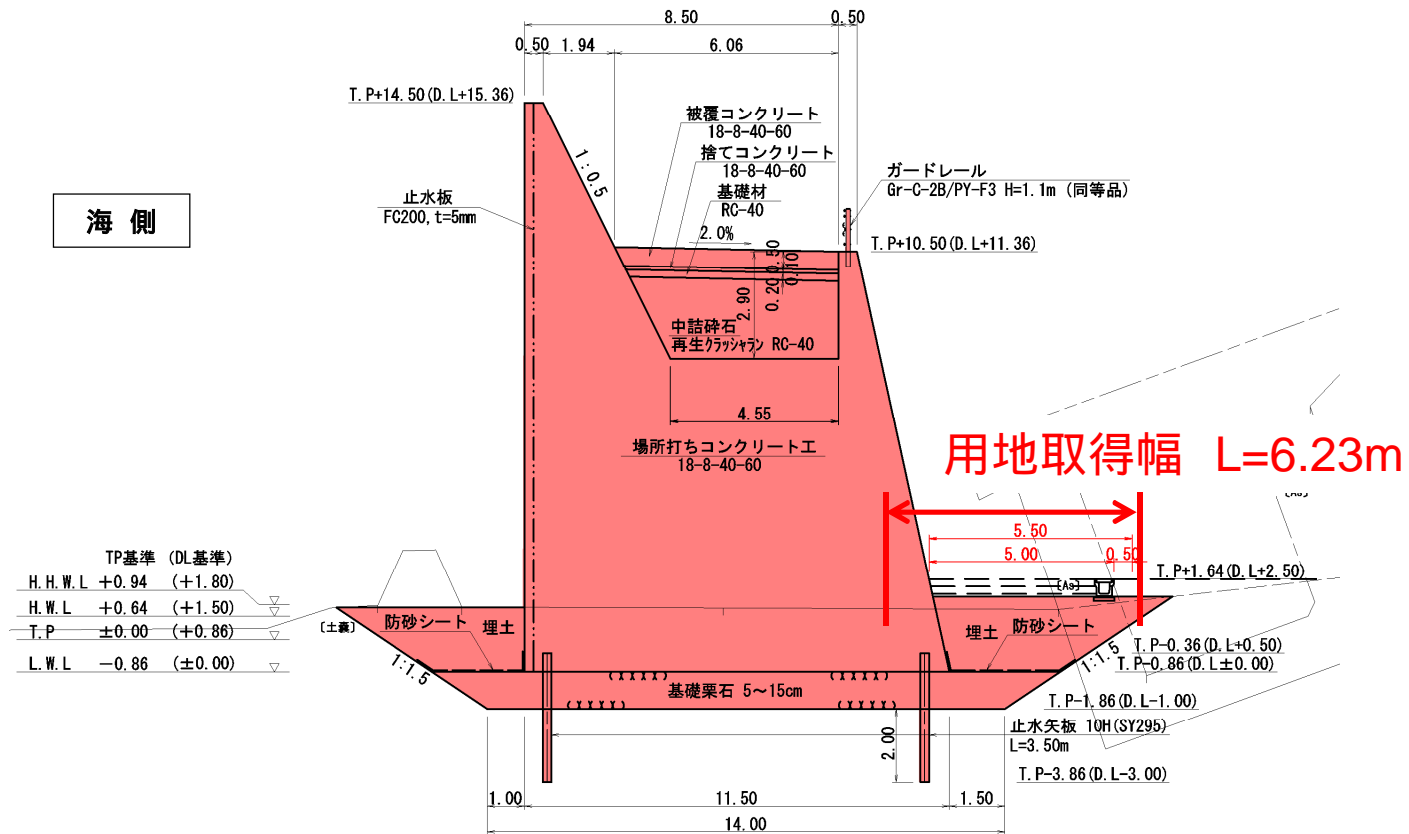 8.50
0.50
0.50
1.94
6.06
T.P+14.50(D.L+15.36)
被覆コンクリート
18-8-40-60
捨てコンクリート
18-8-40-60
基礎材
RC-40
2.0%
1:0.5
ガードレール
Gr-C-2B/PY-F3 H=1.1m (同等品)
止水板
FC200,t=5mm
海 側
T.P+10.50(D.L+11.36)
0.50
0.10
0.20
2.90
中詰砕石
再生クラッシャラン RC-40
4.55
場所打ちコンクリート工
18-8-40-60
用地取得幅 L=6.23m
(As)
5.50
5.00
0.50
T.P+1.64(D.L+2.50)
(As)
TP基準 (DL基準)
H.H.W.L +0.94 (+1.80)
H.W.L +0.64 (+1.50)
T.P ±0.00 (+0.86)
L.W.L -0.86 (±0.00)
(土嚢)
防砂シート
埋土
埋土
防砂シート
1:1.5
1:1.5
T.P-0.36(D.L+0.50)
T.P-0.86(D.L±0.00)
基礎栗石 5～15cm
T.P-1.86(D.L-1.00)
止水矢板 10H(SY295)
L=3.50m
2.00
T.P-3.86(D.L-3.00)
1.00
11.50
1.50
14.00